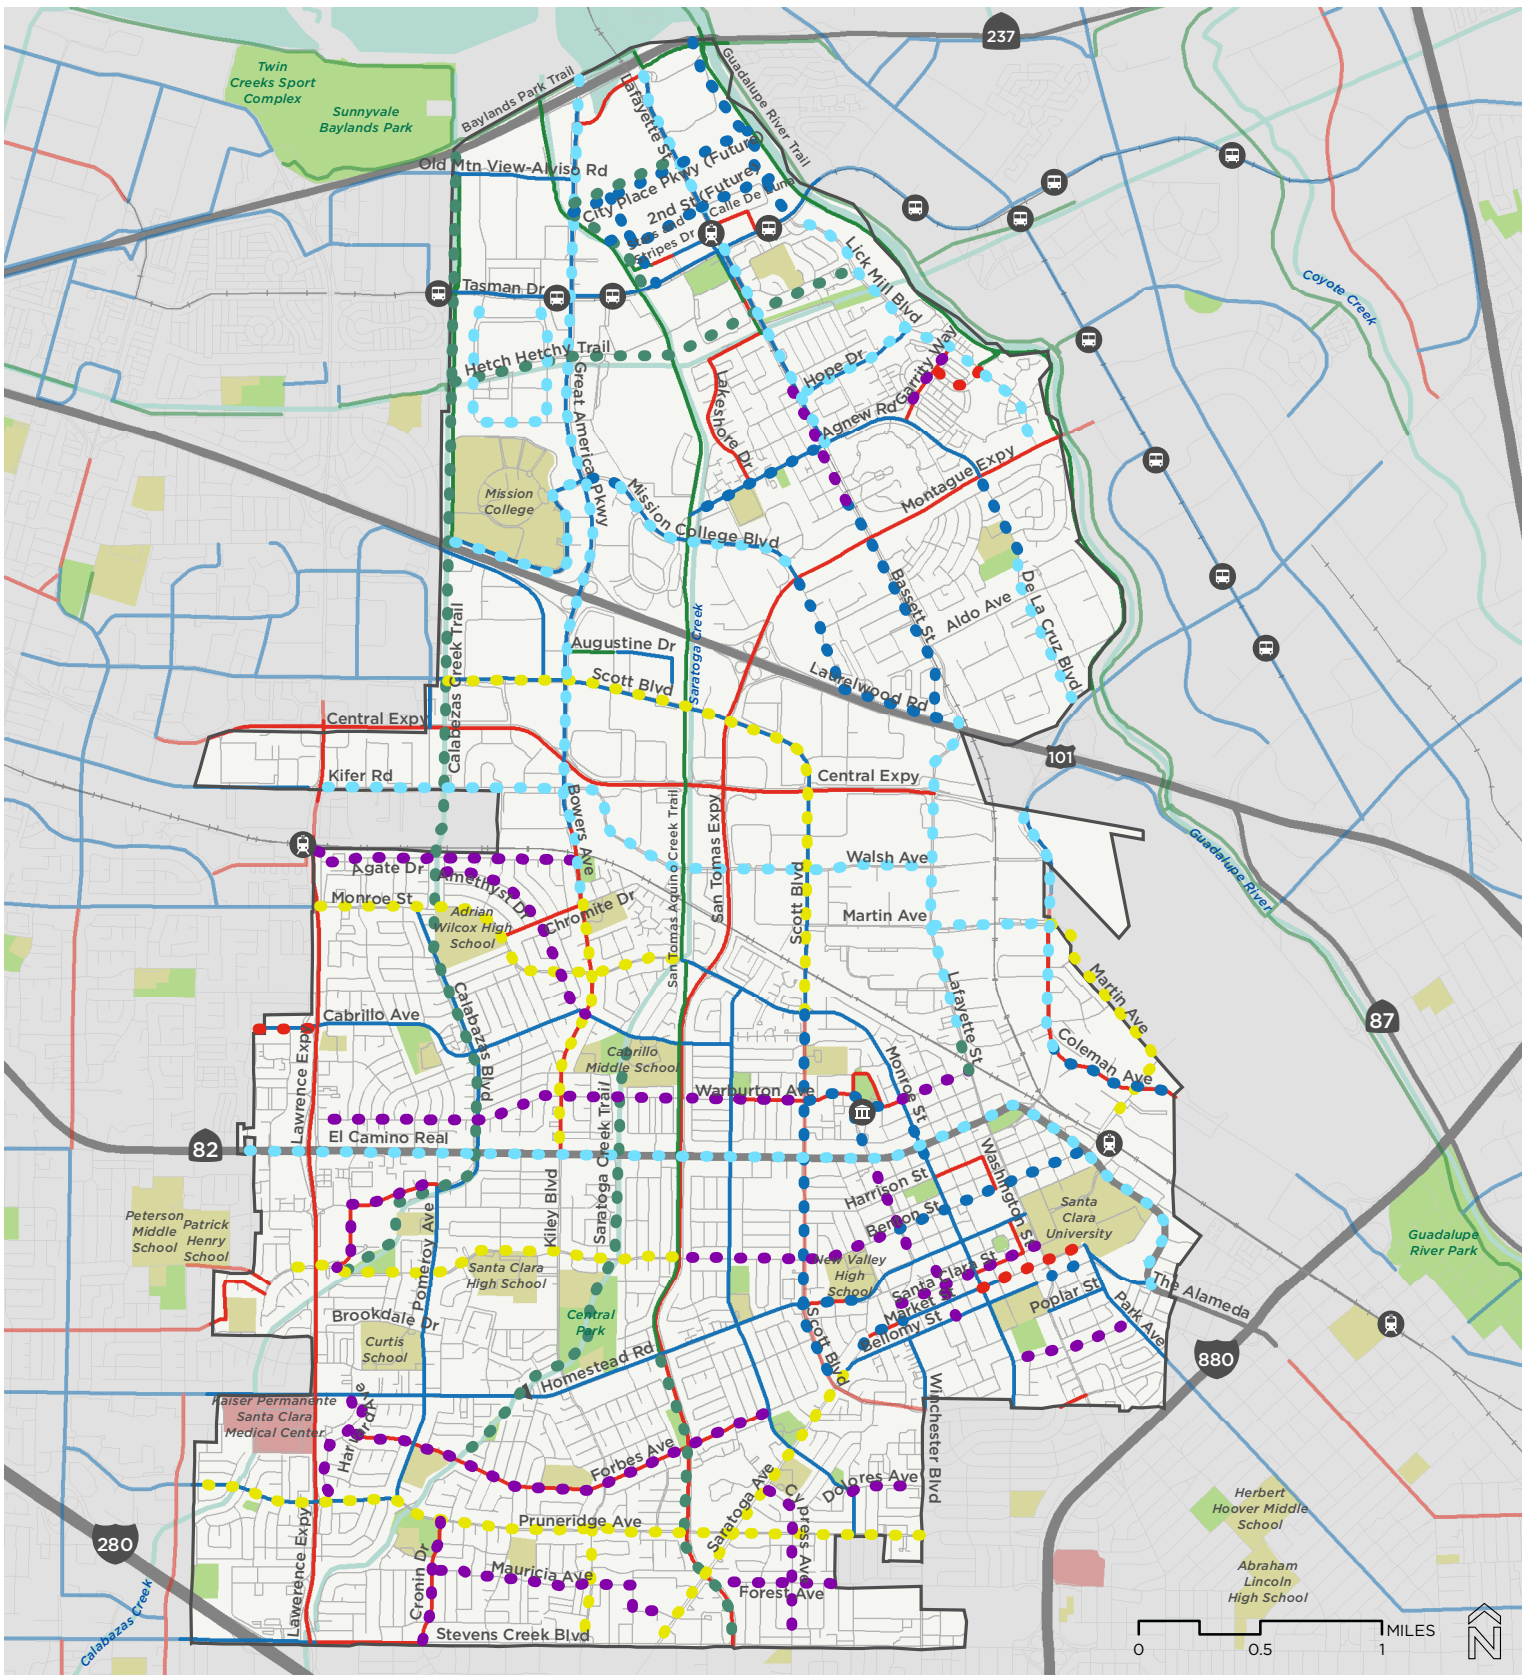 237
Twin
Creeks Sport
Complex
Sunnyvale
Baylands Park
Baylands Park Trail
Lafayette St
Guadalupe River Trail
Old Mtn View-Alviso Rd
City Place Pkwy (Future)
2nd St (Future)
Stars and
Stripes Dr
Calle De Luna
Lick Mill Blvd
Coyote Creek
Tasman Dr
Hetch Hetchy Trail
Great America Pkwy
Lakeshore Dr
Hope Dr
Garrity Way
Agnew Rd
Montague Expy
Mission
College
Mission College Blvd
Bassett St
Aldo Ave
De La Cruz Blvd
Calabezas Creek Trail
Augustine Dr
Saratoga Creek
Scott Blvd
Laurelwood Rd
101
Central Expy
Kifer Rd
Central Expy
Bowers Ave
San Tomas Aquino Creek Trail
San Tomas Expy
Scott Blvd
Walsh Ave
Guadalupe River
Agate Dr
Amethyst Dr
Monroe St
Adrian
Wilcox High
School
Chromite Dr
Martin Ave
Lafayette St
Martin Ave
87
Cabrillo Ave
Calabazas Blvd
Lawrence Expy
Cabrillo
Middle School
Saratoga Creek Trail
Monroe St
Coleman Ave
Warburton Ave
El Camino Real
82
Kiley Blvd
Harrison St
Washington St
Benton St
Santa
Clara
University
Peterson
Middle
School
Patrick
Henry
School
Pomeroy Ave
Santa Clara
High School
New Valley
High
School
Santa Clara St
Market St
Bellomy St
Poplar St
Park Ave
The Alameda
Guadalupe
River Park
Brookdale Dr
Curtis
School
Central
Park
Homestead Rd
Scott Blvd
880
Kaiser Permanente
Santa Clara
Medical Center
Harvard Ave
Forbes Ave
Winchester Blvd
Saratoga Ave
Cypress Ave
Dolores Ave
Pruneridge Ave
280
Lawerence Expy
Cronin Dr
Mauricia Ave
Forest Ave
Stevens Creek Blvd
Calabazas Creek
Herbert
Hoover Middle
School
Abraham
Lincoln
High School
MILES
0
0.5
1
N